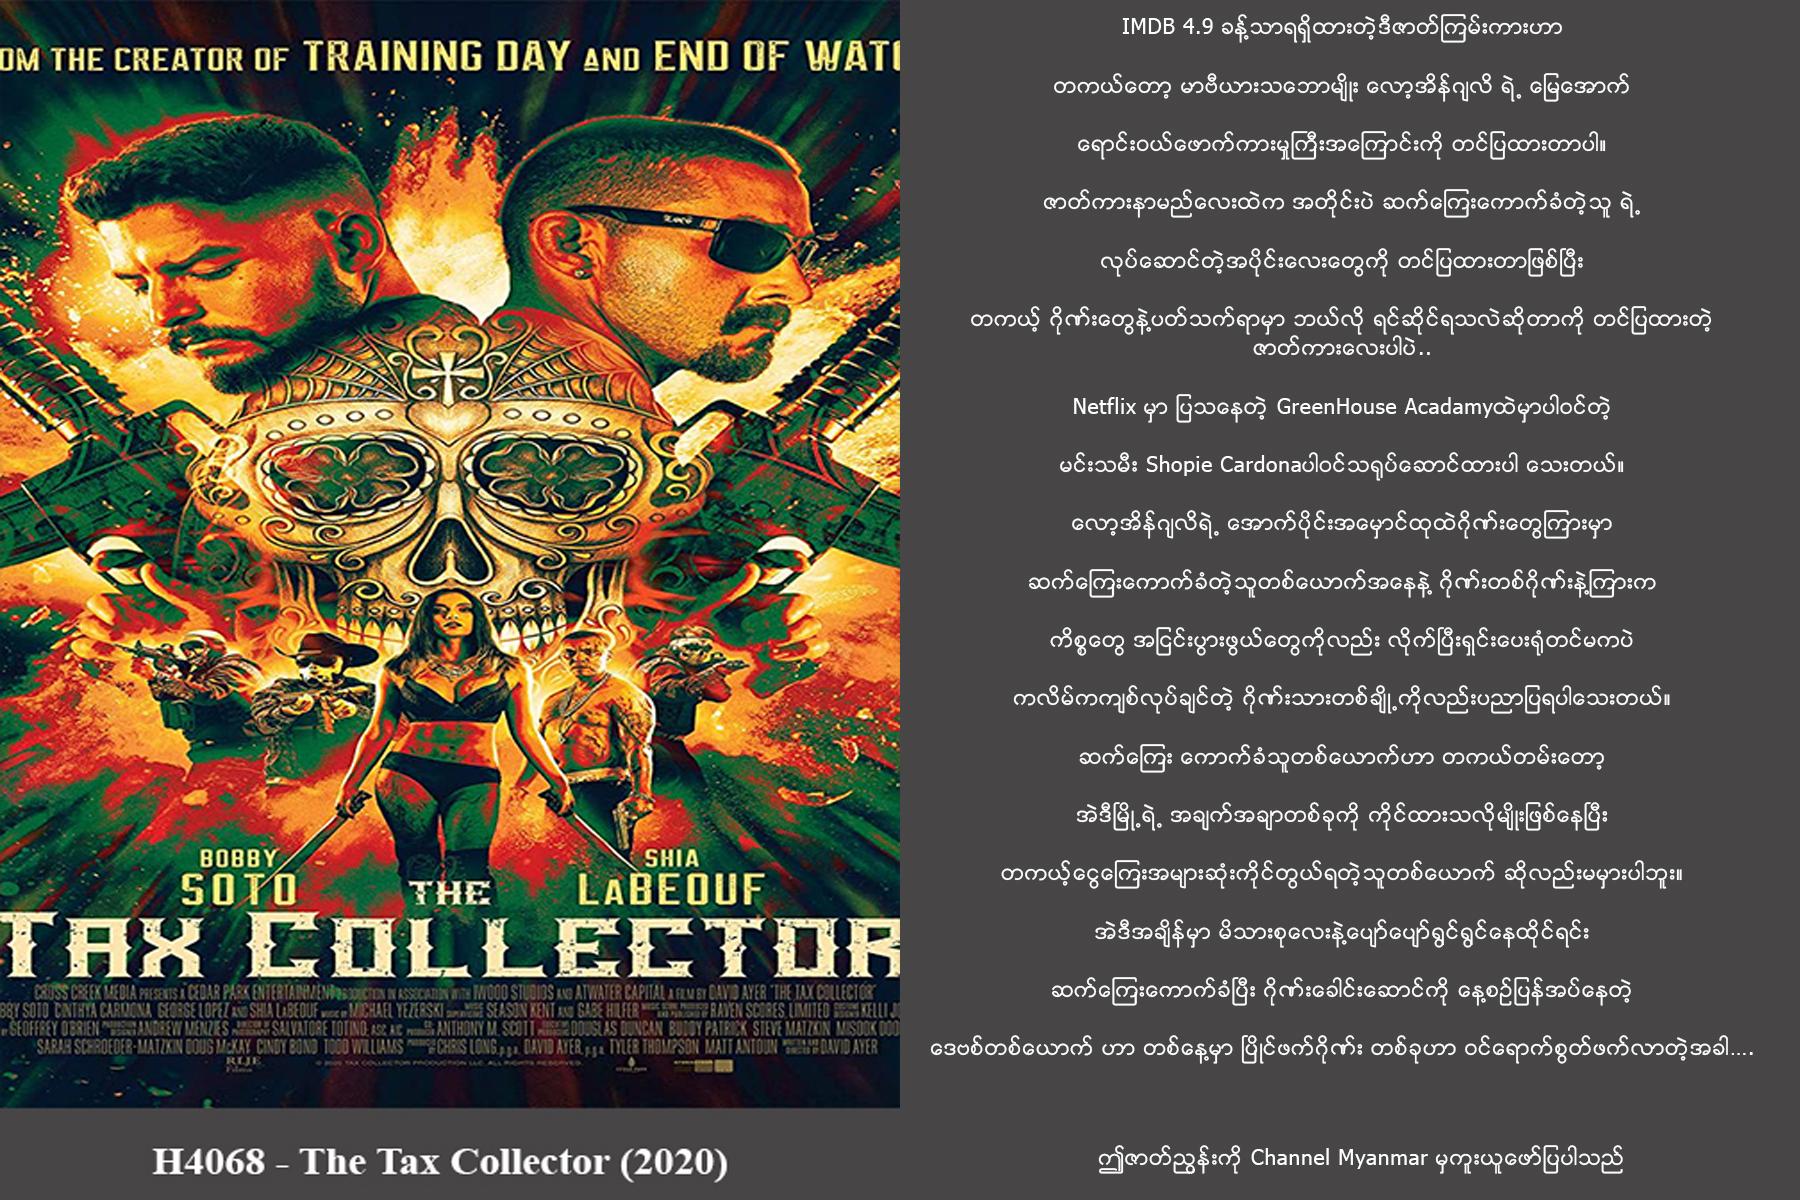 OM THE CREATOR OF TRAINING DAY AND END OF WATC
BOBBY
SOTO
SHIA
LABEOUF
THE
TAX COLLECTOR
CROSS CREEK MEDIA PRESENTS A CEDAR PARK ENTERTAINMENT PRODUCTION IN ASSOCIATION WITH IWOOD STUDIOS AND ATWATER CAPITAL A FILM BY DAVID AYER "THE TAX COLLECTOR"
BBY SOTO CINTHYA CARMONA GEORGE LOPEZ AND SHIA LABEOUF MUSIC BY MICHAEL YEZERSKI SEASON KENT AND GABE HILFER RAVEN SCORES, LIMITED KELLI JO
GEOFFREY O'BRIEN ANDREW MENZIES SALVATORE TOTINO, ASC, AIC ANTHONY M. SCOTT DOUGLAS DUNCAN BUDDY PATRICK STEVE MATZKIN MISOOK DOO
SARAH SCHROEDER-MATZKIN DOUG McKAY CINDY BOND TODD WILLIAMS CHRIS LONG, p.g.a. DAVID AYER, p.g.a. TYLER THOMPSON MATT ANTOUN DAVID AYER
RLJE
Films
© 2020 TAX COLLECTOR PRODUCTION LLC. ALL RIGHTS RESERVED.
H4068 - The Tax Collector (2020)
IMDB 4.9 ခန့်သာရရှိထားတဲ့ဒီဇာတ်ကြမ်းကားဟာ
တကယ်တော့ မာဗီယားသဘောမျိုး လော့အိန်ဂျလိ ရဲ့ မြေအောက်
ရောင်းဝယ်ဖောက်ကားမှုကြီးအကြောင်းကို တင်ပြထားတာပါ။
ဇာတ်ကားနာမည်လေးထဲက အတိုင်းပဲ ဆက်ကြေးကောက်ခံတဲ့သူ ရဲ့
လုပ်ဆောင်တဲ့အပိုင်းလေးတွေကို တင်ပြထားတာဖြစ်ပြီး
တကယ့် ဂိုဏ်းတွေနဲ့ပတ်သက်ရာမှာ ဘယ်လို ရင်ဆိုင်ရသလဲဆိုတာကို တင်ပြထားတဲ့
ဇာတ်ကားလေးပါပဲ..
Netflix မှာ ပြသနေတဲ့ GreenHouse Acadamyထဲမှာပါဝင်တဲ့
မင်းသမီး Shopie Cardonaပါဝင်သရုပ်ဆောင်ထားပါ သေးတယ်။
လော့အိန်ဂျလိရဲ့ အောက်ပိုင်းအမှောင်ထုထဲဂိုဏ်းတွေကြားမှာ
ဆက်ကြေးကောက်ခံတဲ့သူတစ်ယောက်အနေနဲ့ ဂိုဏ်းတစ်ဂိုဏ်းနဲ့ကြားက
ကိစ္စတွေ အငြင်းပွားဖွယ်တွေကိုလည်း လိုက်ပြီးရှင်းပေးရုံတင်မကပဲ
ကလိမ်ကကျစ်လုပ်ချင်တဲ့ ဂိုဏ်းသားတစ်ချို့ကိုလည်းပညာပြရပါသေးတယ်။
ဆက်ကြေး ကောက်ခံသူတစ်ယောက်ဟာ တကယ်တမ်းတော့
အဲဒီမြို့ရဲ့ အချက်အချာတစ်ခုကို ကိုင်ထားသလိုမျိုးဖြစ်နေပြီး
တကယ့်ငွေကြေးအများဆုံးကိုင်တွယ်ရတဲ့သူတစ်ယောက် ဆိုလည်းမမှားပါဘူး။
အဲဒီအချိန်မှာ မိသားစုလေးနဲ့ပျော်ပျော်ရွှင်ရွှင်နေထိုင်ရင်း
ဆက်ကြေးကောက်ခံပြီး ဂိုဏ်းခေါင်းဆောင်ကို နေ့စဉ်ပြန်အပ်နေတဲ့
ဒေဗစ်တစ်ယောက် ဟာ တစ်နေ့မှာ ပြိုင်ဖက်ဂိုဏ်း တစ်ခုဟာ ဝင်ရောက်စွတ်ဖက်လာတဲ့အခါ....
ဤဇာတ်ညွှန်းကို Channel Myanmar မှကူးယူဖော်ပြပါသည်